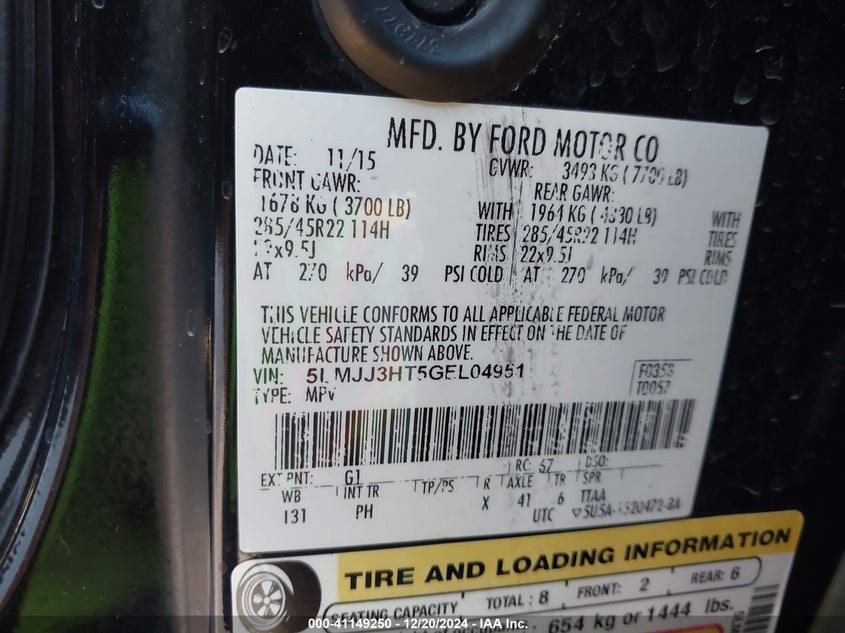 MFD. BY FORD MOTOR CO
DATE: 11/15 GVWR: 3493 KG ( 7700 LB)
FRONT GAWR: REAR GAWR:
1678 KG ( 3700 LB) WITH 1964 KG ( 4330 LB) WITH
285/45R22 114H TIRES 285/45R22 114H TIRES
22x9.5J RIMS 22x9.5J RIMS
AT 270 kPa/ 39 PSI COLD AT 270 kPa/ 39 PSI COLD
THIS VEHICLE CONFORMS TO ALL APPLICABLE FEDERAL MOTOR
VEHICLE SAFETY STANDARDS IN EFFECT ON THE DATE OF
MANUFACTURE SHOWN ABOVE.
VIN: 5LMJJ3HT5GEL04951
TYPE: MPV
T0057
EXT PNT: G1 RC: 67 DSO:
WB INT TR TP/PS R AXLE TR SPR
131 PH X 41 6 TTAA
UTC
TIRE AND LOADING INFORMATION
SEATING CAPACITY TOTAL : 8 FRONT: 2 REAR: 6
654 kg or 1444 lbs.
000-41149250 - 12/20/2024 - IAA Inc.